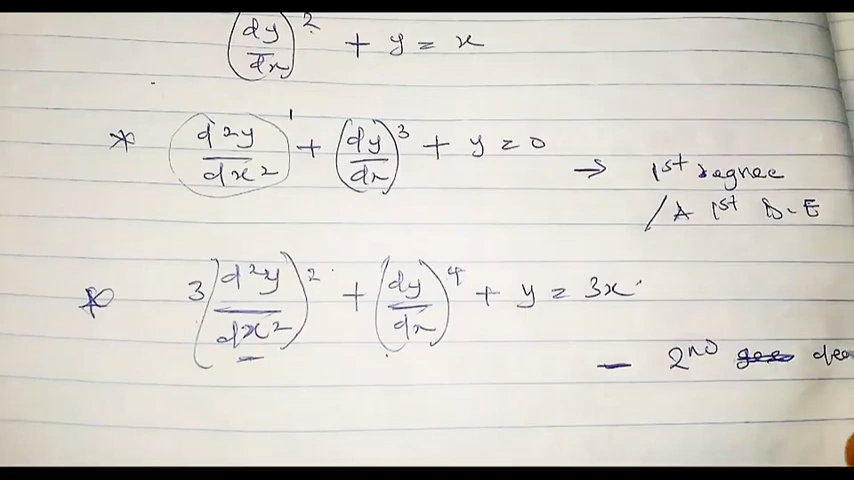 (dy/dx)² + y = x
* (d2y/dx2)¹ + (dy/dx)³ + y = 0 → 1st degree
/A 1st D.E
* 3(d²y/dx²)² + (dy/dx)⁴ + y = 3x
— 2nd